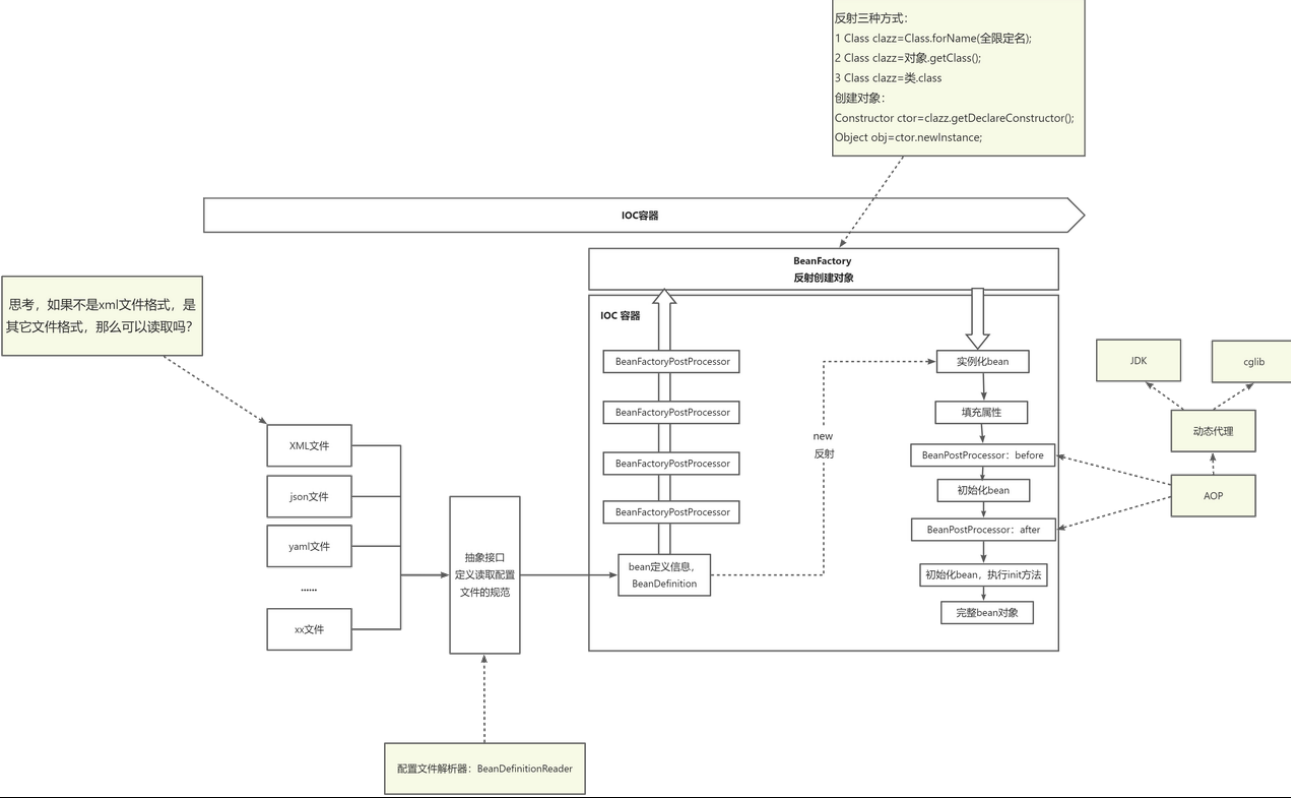 反射三种方式：
1 Class clazz=Class.forName(全限定名);
2 Class clazz=对象.getClass();
3 Class clazz=类.class
创建对象：
Constructor ctor=clazz.getDeclareConstructor();
Object obj=ctor.newInstance;
IOC容器
BeanFactory
反射创建对象
思考，如果不是xml文件格式，是
其它文件格式，那么可以读取吗？
XML文件
json文件
yaml文件
......
xx文件
抽象接口
定义读取配置
文件的规范
配置文件解析器：BeanDefinitionReader
IOC 容器
BeanFactoryPostProcessor
BeanFactoryPostProcessor
BeanFactoryPostProcessor
BeanFactoryPostProcessor
bean定义信息，
BeanDefinition
new
反射
实例化bean
填充属性
BeanPostProcessor：before
初始化bean
BeanPostProcessor：after
初始化bean，执行init方法
完整bean对象
JDK
cglib
动态代理
AOP